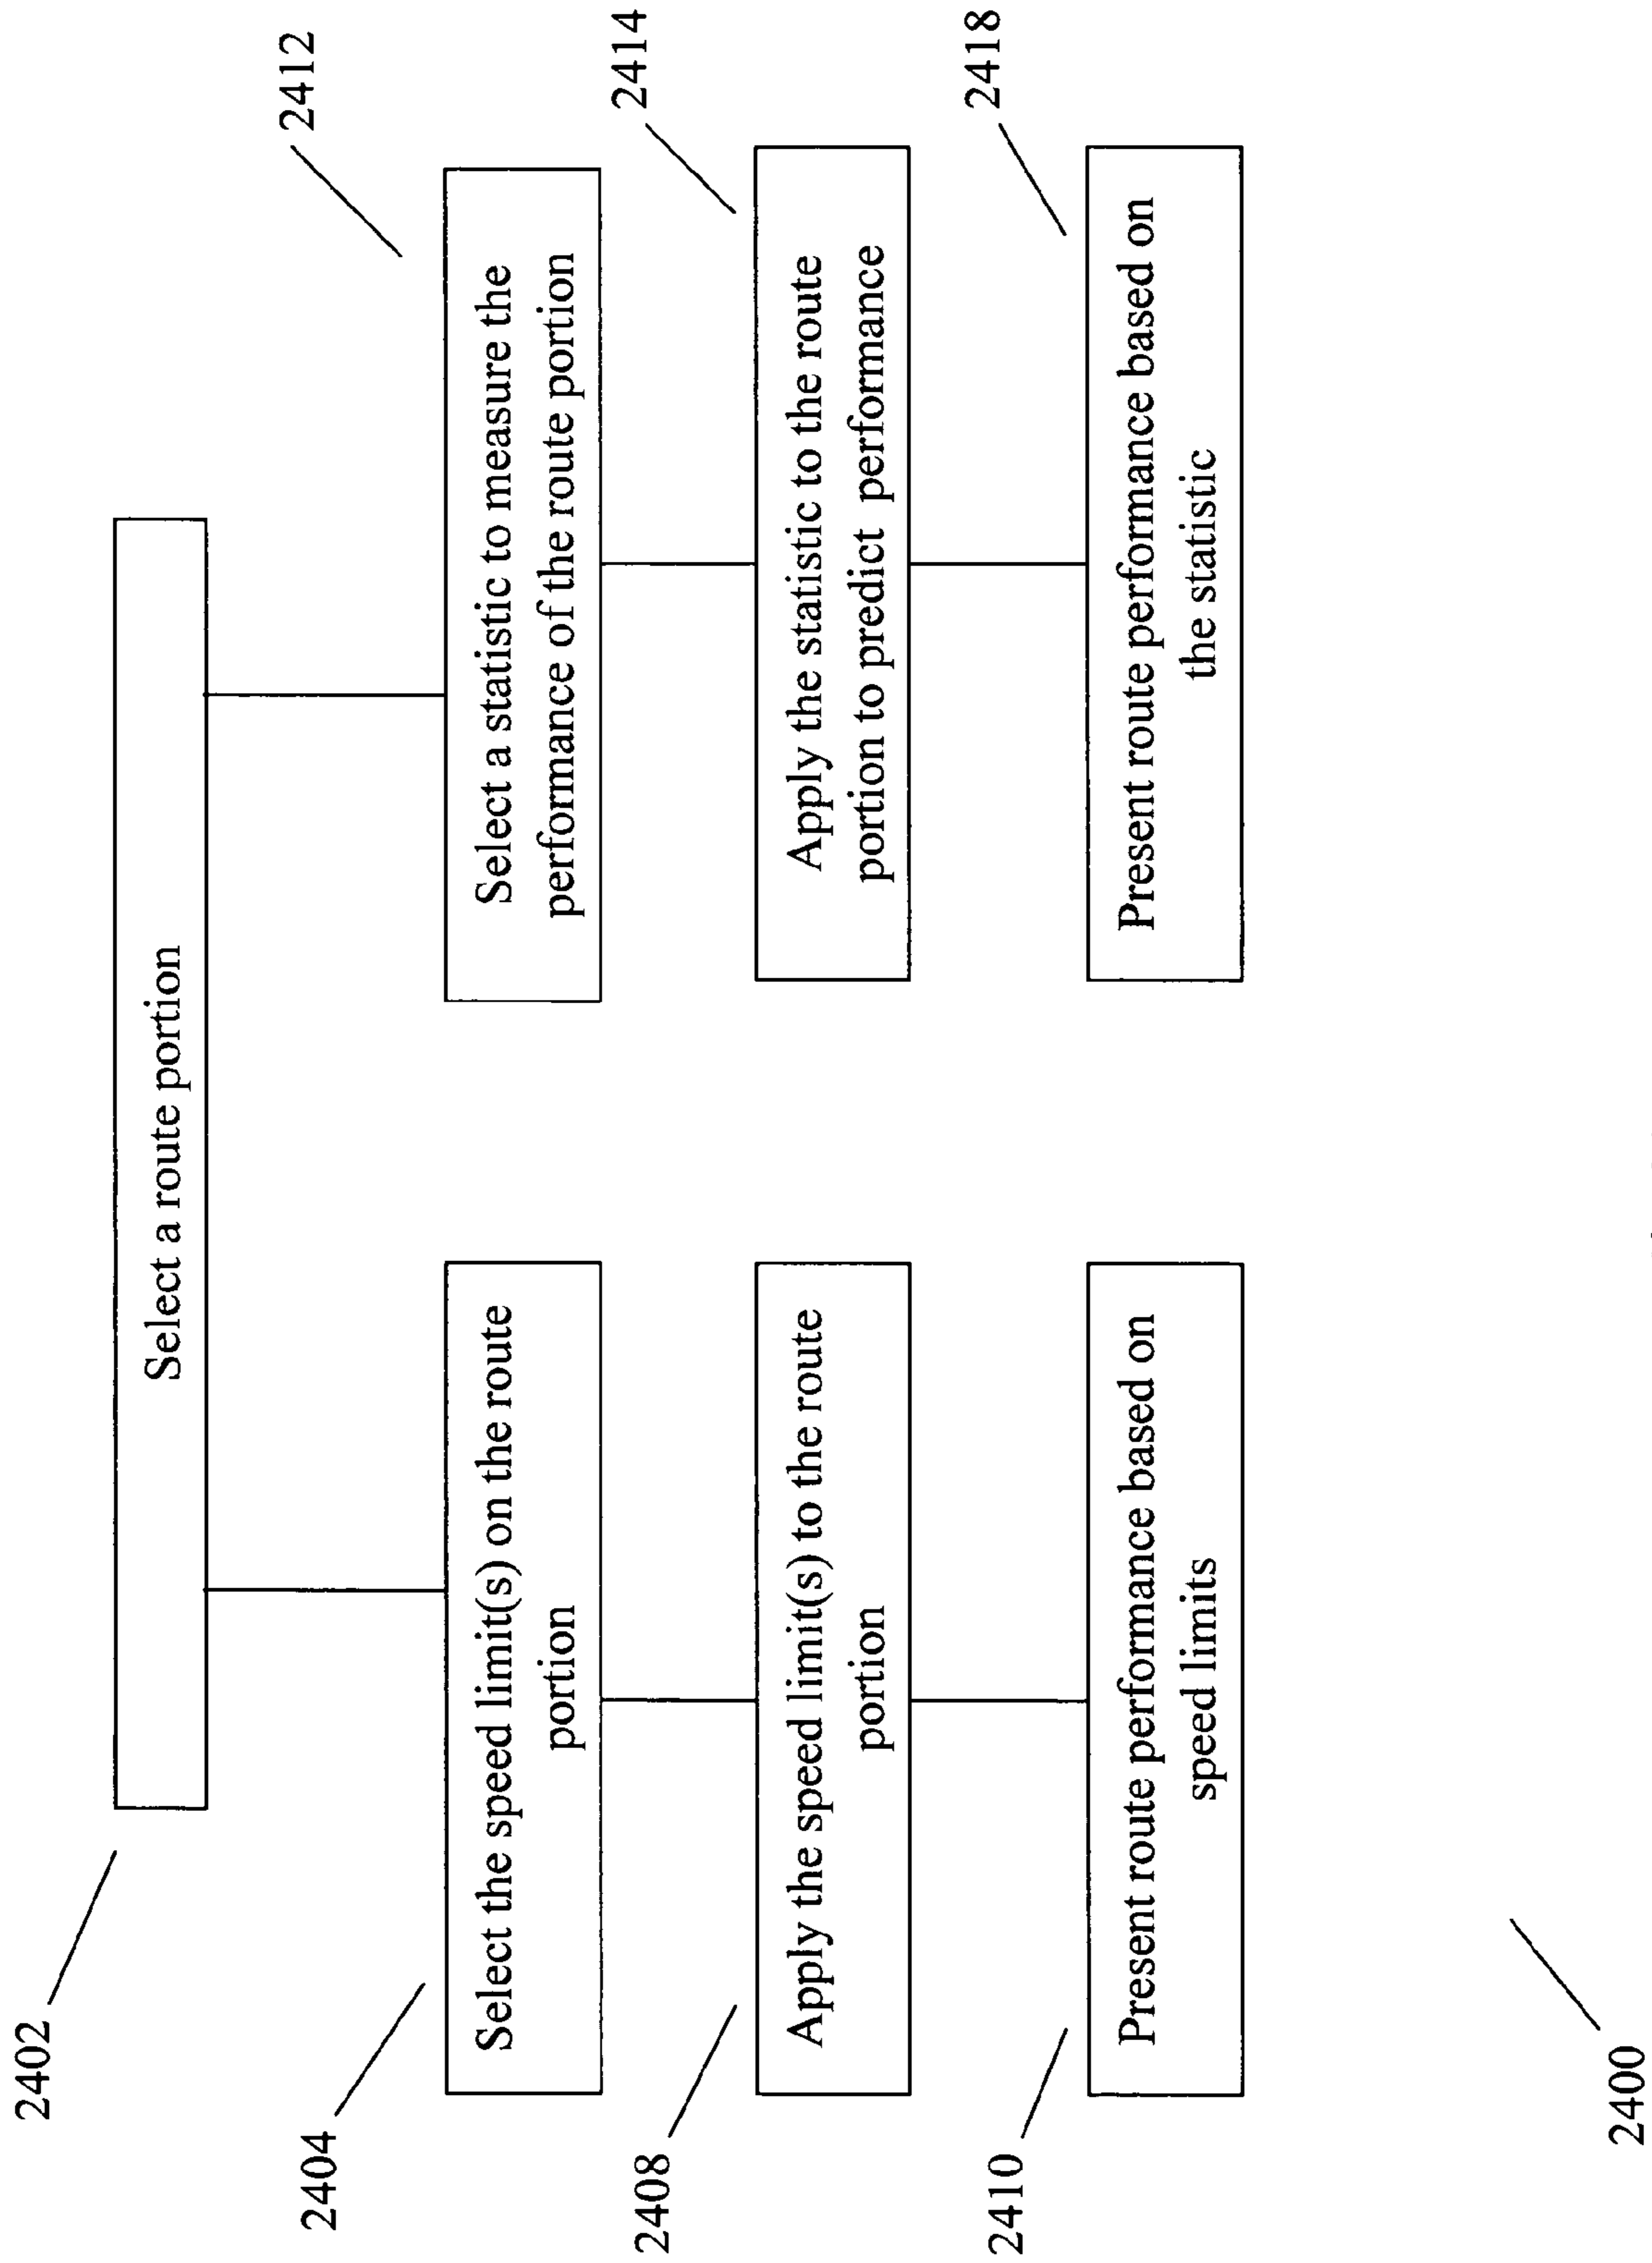 2402
Select a route portion
2404
Select the speed limit(s) on the route
portion
2408
Apply the speed limit(s) to the route
portion
2410
Present route performance based on
speed limits
2412
Select a statistic to measure the
performance of the route portion
2414
Apply the statistic to the route
portion to predict performance
2418
Present route performance based on
the statistic
2400